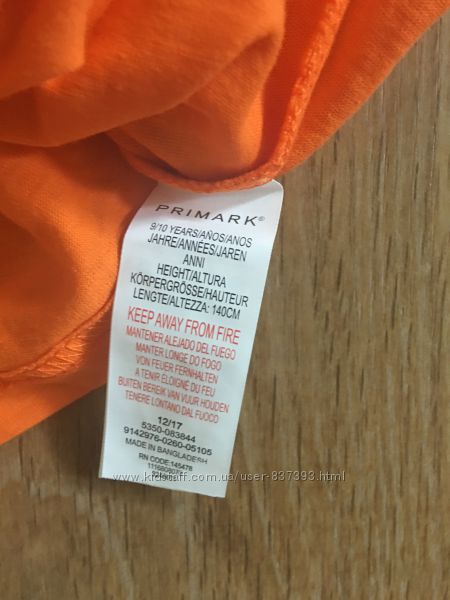 PRIMARK®
9/10 YEARS/AÑOS/ANOS
JAHRE/ANNÉES/JAREN
ANNI
HEIGHT/ALTURA
KÖRPERGRÖSSE/HAUTEUR
LENGTE/ALTEZZA: 140CM
KEEP AWAY FROM FIRE
MANTENER ALEJADO DEL FUEGO
MANTER LONGE DO FOGO
VON FEUER FERNHALTEN
A TENIR ÉLOIGNÉ DU FEU
BUITEN BEREIK VAN VUUR HOUDEN
TENERE LONTANO DAL FUOCO
12/17
5350-083844
9142976-0260-05105
MADE IN BANGLADESH
RN CODE:145478
www.kidstaff.com.ua/user-837393.html